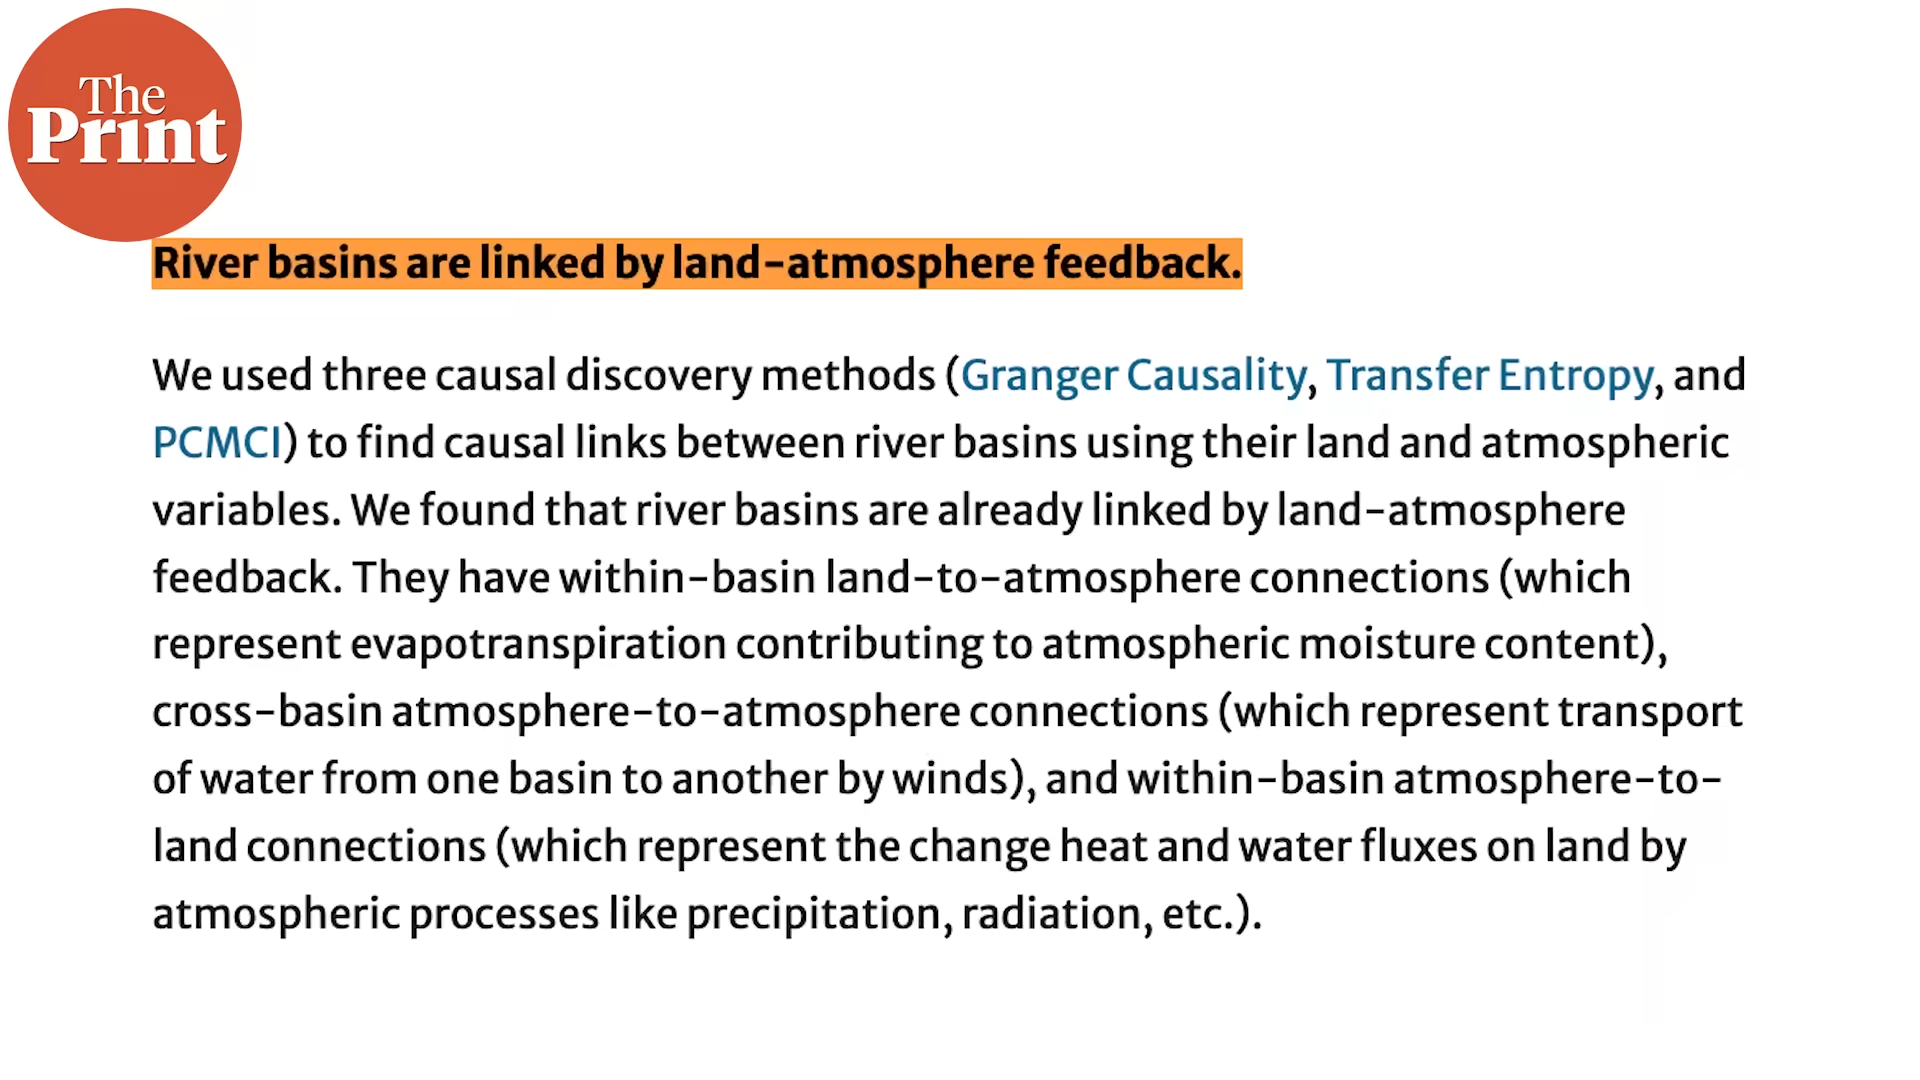 The
Print
River basins are linked by land-atmosphere feedback.
We used three causal discovery methods (Granger Causality, Transfer Entropy, and
PCMCI) to find causal links between river basins using their land and atmospheric
variables. We found that river basins are already linked by land-atmosphere
feedback. They have within-basin land-to-atmosphere connections (which
represent evapotranspiration contributing to atmospheric moisture content),
cross-basin atmosphere-to-atmosphere connections (which represent transport
of water from one basin to another by winds), and within-basin atmosphere-to-
land connections (which represent the change heat and water fluxes on land by
atmospheric processes like precipitation, radiation, etc.).